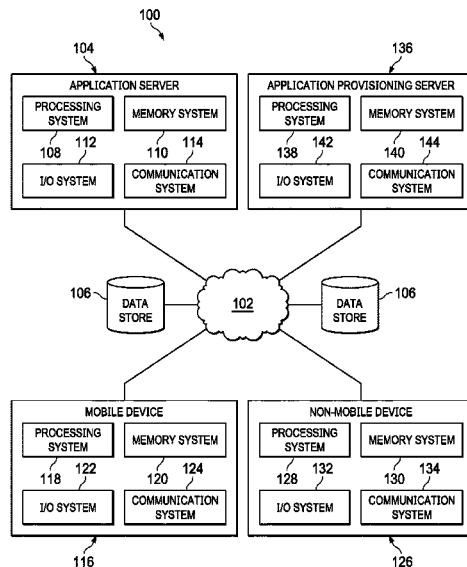 100
104
136
APPLICATION SERVER
APPLICATION PROVISIONING SERVER
PROCESSING SYSTEM
MEMORY SYSTEM
PROCESSING SYSTEM
MEMORY SYSTEM
108 112 110 114
138 142 140 144
I/O SYSTEM
COMMUNICATION SYSTEM
I/O SYSTEM
COMMUNICATION SYSTEM
106
DATA STORE
102
DATA STORE
106
MOBILE DEVICE
NON-MOBILE DEVICE
PROCESSING SYSTEM
MEMORY SYSTEM
PROCESSING SYSTEM
MEMORY SYSTEM
118 122 120 124
128 132 130 134
I/O SYSTEM
COMMUNICATION SYSTEM
I/O SYSTEM
COMMUNICATION SYSTEM
116
126